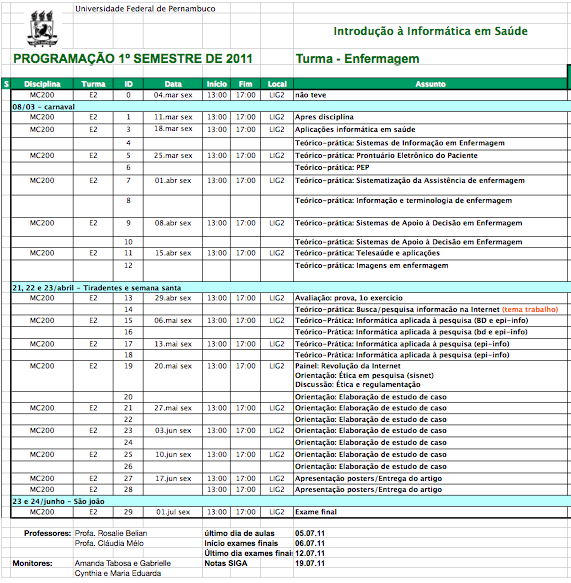 Universidade Federal de Pernambuco
Introdução à Informática em Saúde
PROGRAMAÇÃO 1º SEMESTRE DE 2011 Turma - Enfermagem
S Disciplina Turma ID Data Início Fim Local Assunto
MC200 E2 0 04.mar sex 13:00 17:00 LIG2 não teve
08/03 - carnaval
MC200 E2 1 11.mar sex 13:00 17:00 LIG2 Apres disciplina
MC200 E2 3 18.mar sex 13:00 17:00 LIG2 Aplicações informática em saúde
4 Teórico-prática: Sistemas de Informação em Enfermagem
MC200 E2 5 25.mar sex 13:00 17:00 LIG2 Teórico-prática: Prontuário Eletrônico do Paciente
6 Teórico-prática: PEP
MC200 E2 7 01.abr sex 13:00 17:00 LIG2 Teórico-prática: Sistematização da Assistência de enfermagem
8 Teórico-prática: Informação e terminologia de enfermagem
MC200 E2 9 08.abr sex 13:00 17:00 LIG2 Teórico-prática: Sistemas de Apoio à Decisão em Enfermagem
10 Teórico-prática: Sistemas de Apoio à Decisão em Enfermagem
MC200 E2 11 15.abr sex 13:00 17:00 LIG2 Teórico-prática: Telesaúde e aplicações
12 Teórico-prática: Imagens em enfermagem
21, 22 e 23/abril - Tiradentes e semana santa
MC200 E2 13 29.abr sex 13:00 17:00 LIG2 Avaliação: prova, 1o exercício
14 Teórico-Prática: Busca/pesquisa informacão na Internet (tema trabalho)
MC200 E2 15 06.mai sex 13:00 17:00 LIG2 Teórico-Prática: Informática aplicada à pesquisa (BD e epi-info)
16 Teórico-Prática: Informática aplicada à pesquisa (bd e epi-info)
MC200 E2 17 13.mai sex 13:00 17:00 LIG2 Teórico-Prática: Informática aplicada à pesquisa (epi-info)
18 Teórico-Prática: Informática aplicada à pesquisa (epi-info)
MC200 E2 19 20.mai sex 13:00 17:00 LIG2 Painel: Revolução da Internet
Orientação: Ética em pesquisa (sisnet)
Discussão: Ética e regulamentação
20 Orientação: Elaboração de estudo de caso
MC200 E2 21 27.mai sex 13:00 17:00 LIG2 Orientação: Elaboração de estudo de caso
22 Orientação: Elaboração de estudo de caso
MC200 E2 23 03.jun sex 13:00 17:00 LIG2 Orientação: Elaboração de estudo de caso
24 Orientação: Elaboração de estudo de caso
MC200 E2 25 10.jun sex 13:00 17:00 LIG2 Orientação: Elaboração de estudo de caso
26 Orientação: Elaboração de estudo de caso
MC200 E2 27 17.jun sex 13:00 17:00 LIG2 Apresentação posters/Entrega do artigo
MC200 E2 28 13:00 17:00 LIG2 Apresentação posters/Entrega do artigo
23 e 24/junho - São joão
MC200 E2 29 01.jul sex 13:00 17:00 LIG2 Exame final
Professores: Profa. Rosalie Belian último dia de aulas 05.07.11
Profa. Cláudia Mélo Início exames finais 06.07.11
Último dia exames finai 12.07.11
Monitores: Amanda Tabosa e Gabrielle Notas SIGA 19.07.11
Cynthia e Maria Eduarda